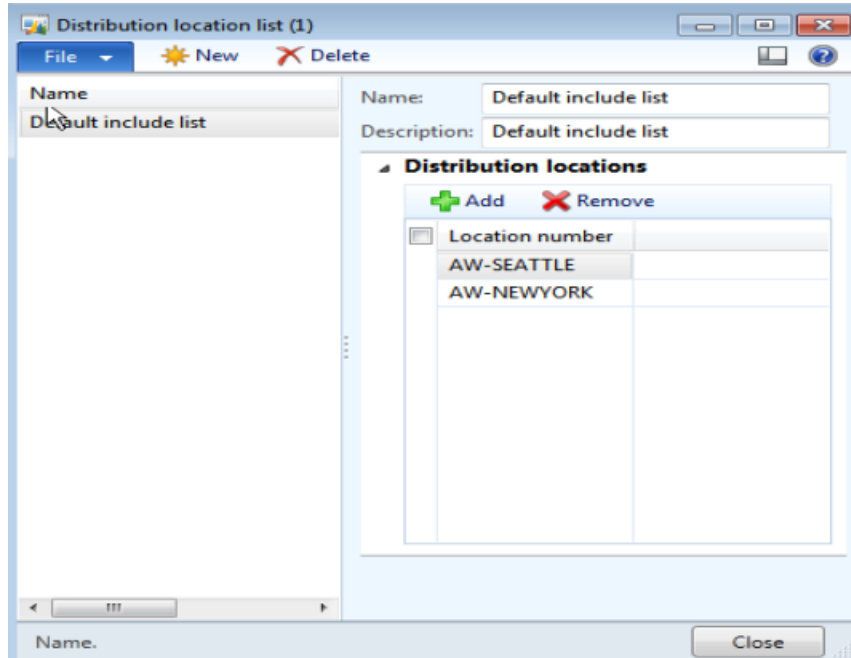 Distribution location list (1)
File New Delete
Name
Default include list
Name: Default include list
Description: Default include list
Distribution locations
Add Remove
Location number
AW-SEATTLE
AW-NEWYORK
Name.
Close